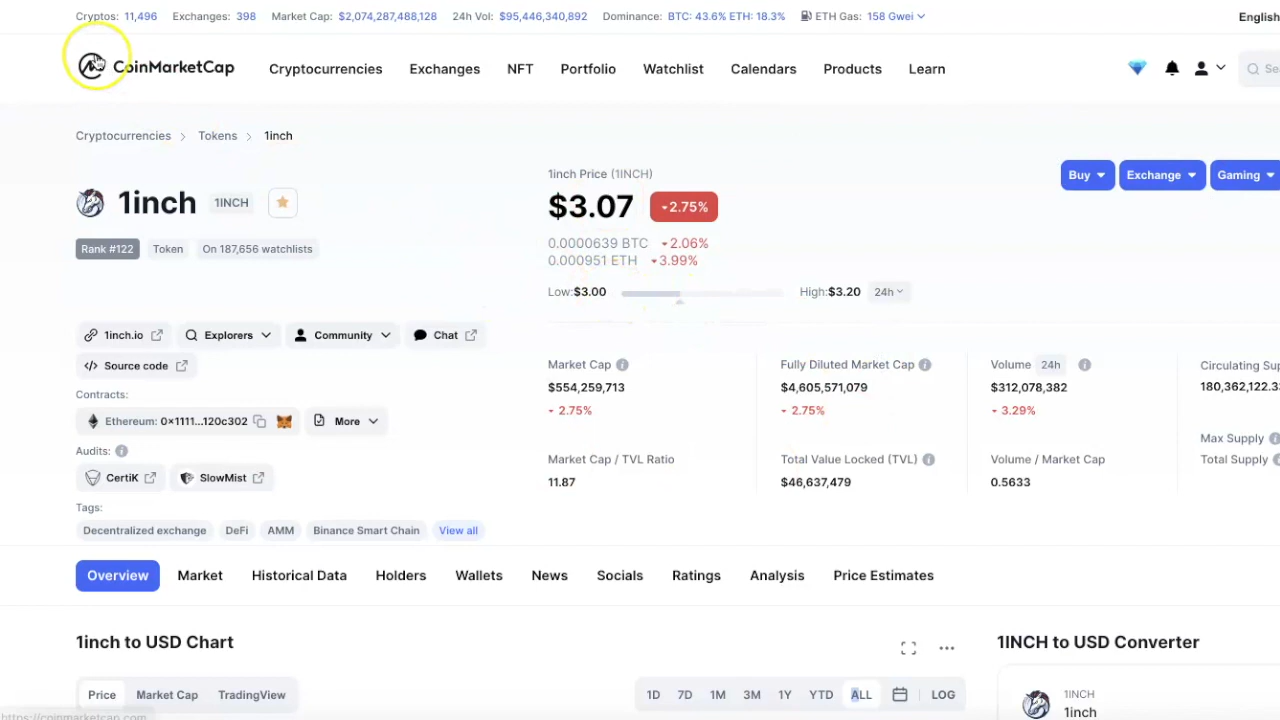 Cryptos: 11,496 Exchanges: 398 Market Cap: $2,074,287,488,128 24h Vol: $95,446,340,892 Dominance: BTC: 43.6% ETH: 18.3% ETH Gas: 158 Gwei English
CoinMarketCap Cryptocurrencies Exchanges NFT Portfolio Watchlist Calendars Products Learn
Cryptocurrencies Tokens 1inch
1inch 1INCH
Rank #122 Token On 187,656 watchlists
1inch Price (1INCH)
$3.07 2.75%
0.0000639 BTC 2.06%
0.000951 ETH 3.99%
Low:$3.00 High:$3.20 24h
Buy Exchange Gaming
1inch.io Explorers Community Chat
Source code
Contracts:
Ethereum: 0x1111...120c302 More
Audits:
CertiK SlowMist
Tags:
Decentralized exchange DeFi AMM Binance Smart Chain View all
Market Cap
$554,259,713
2.75%
Market Cap / TVL Ratio
11.87
Fully Diluted Market Cap
$4,605,571,079
2.75%
Total Value Locked (TVL)
$46,637,479
Volume 24h
$312,078,382
3.29%
Volume / Market Cap
0.5633
Circulating Sup
180,362,122.3
Max Supply
Total Supply
Overview Market Historical Data Holders Wallets News Socials Ratings Analysis Price Estimates
1inch to USD Chart
Price Market Cap TradingView
1D 7D 1M 3M 1Y YTD ALL LOG
1INCH to USD Converter
1INCH
1inch
https://coinmarketcap.com